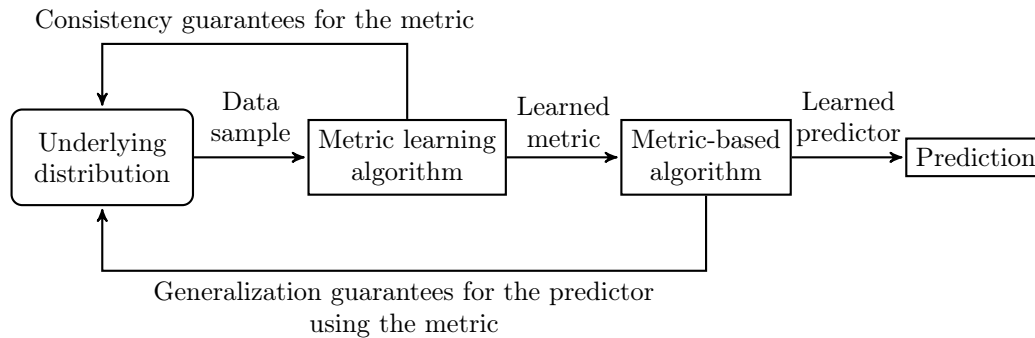 Consistency guarantees for the metric
Data
sample
Learned
metric
Learned
predictor
Underlying
distribution
Metric learning
algorithm
Metric-based
algorithm
Prediction
Generalization guarantees for the predictor
using the metric